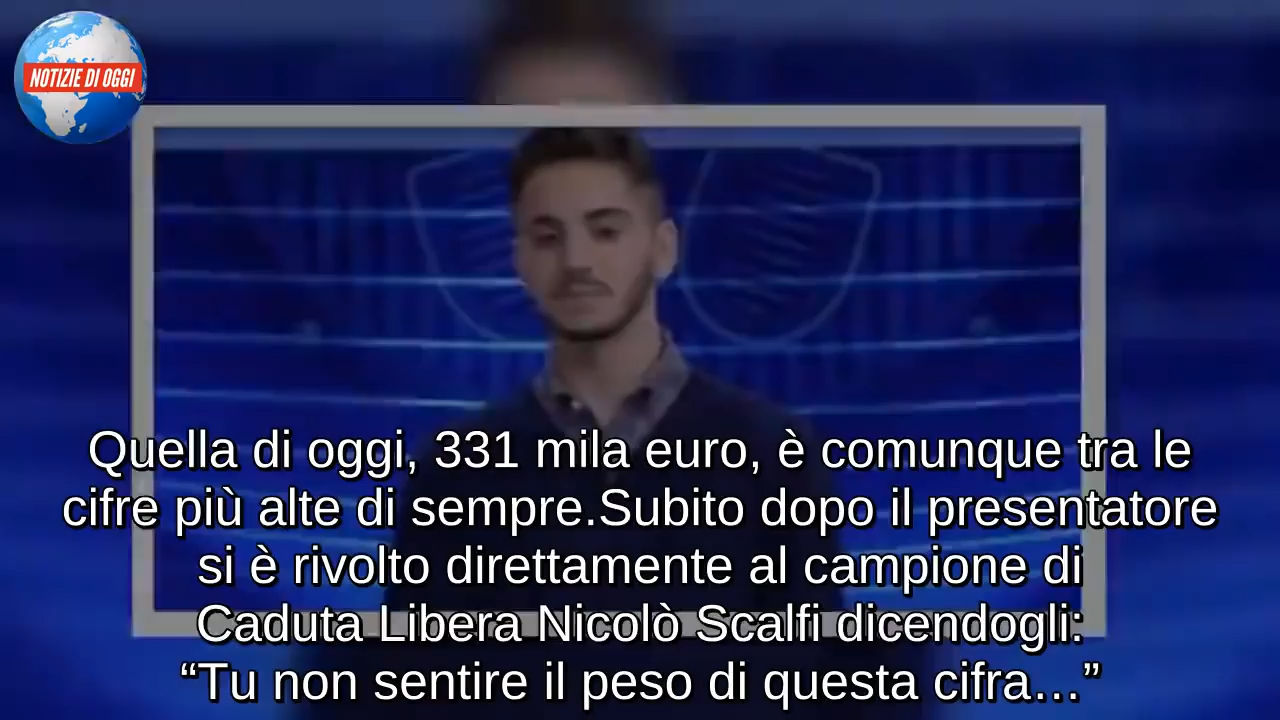 NOTIZIE DI OGGI
Quella di oggi, 331 mila euro, è comunque tra le
cifre più alte di sempre.Subito dopo il presentatore
si è rivolto direttamente al campione di
Caduta Libera Nicolò Scalfi dicendogli:
“Tu non sentire il peso di questa cifra…”